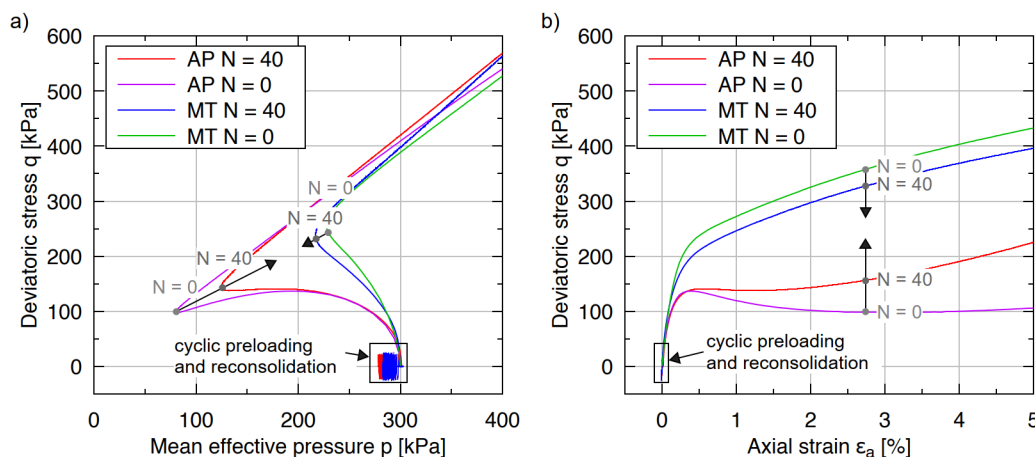 a)
600
500
400
300
200
100
0
Deviatoric stress q [kPa]
AP N = 40
AP N = 0
MT N = 40
MT N = 0
N = 0
N = 40
N = 40
N = 0
cyclic preloading
and reconsolidation
0
100
200
300
400
Mean effective pressure p [kPa]
b)
600
500
400
300
200
100
0
Deviatoric stress q [kPa]
AP N = 40
AP N = 0
MT N = 40
MT N = 0
N = 0
N = 40
N = 40
N = 0
cyclic preloading
and reconsolidation
0
1
2
3
4
5
Axial strain εa [%]